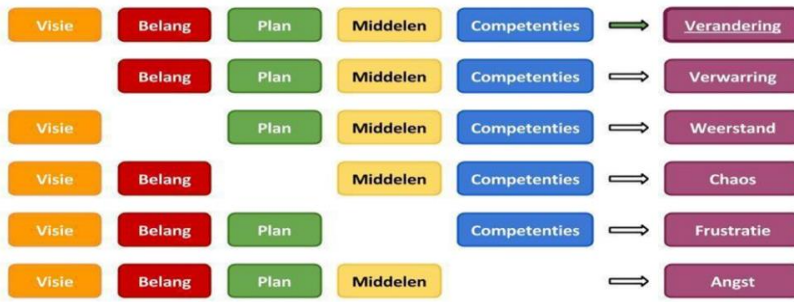 Visie Belang Plan Middelen Competenties Verandering
Belang Plan Middelen Competenties Verwarring
Visie Plan Middelen Competenties Weerstand
Visie Belang Middelen Competenties Chaos
Visie Belang Plan Competenties Frustratie
Visie Belang Plan Middelen Angst